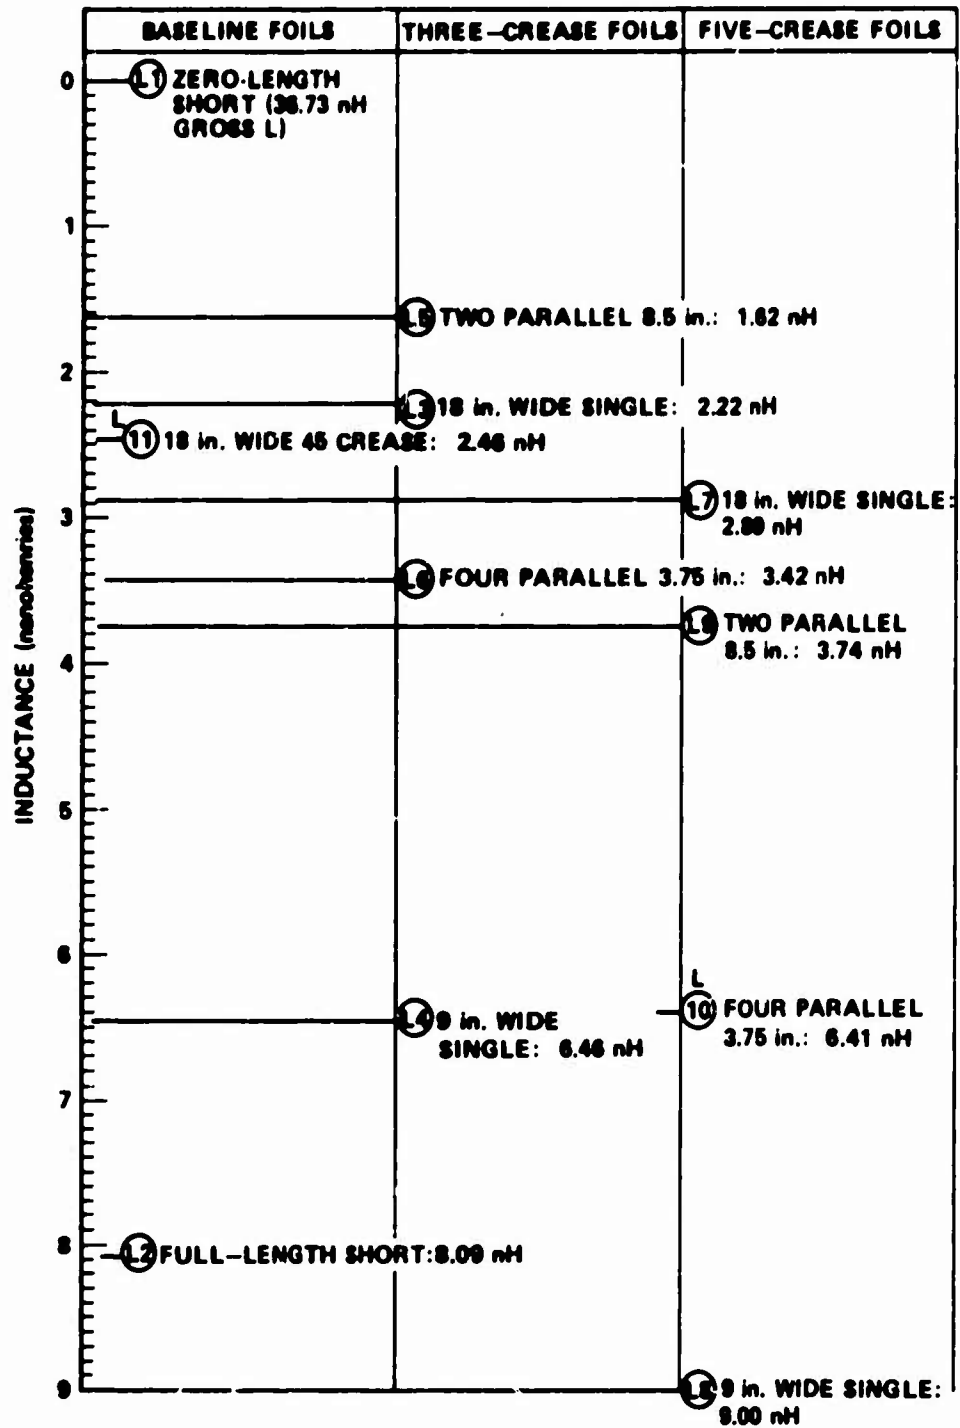 BASELINE FOILS
THREE-CREASE FOILS
FIVE-CREASE FOILS
INDUCTANCE (nanohenries)
0
1
2
3
4
5
6
7
8
9
L1 ZERO-LENGTH
SHORT (36.73 nH
GROSS L)
L5 TWO PARALLEL 8.5 in.: 1.62 nH
L3 18 in. WIDE SINGLE: 2.22 nH
L
11 18 in. WIDE 45 CREASE: 2.46 nH
L7 18 in. WIDE SINGLE:
2.89 nH
L6 FOUR PARALLEL 3.75 in.: 3.42 nH
TWO PARALLEL
8.5 in.: 3.74 nH
L4 9 in. WIDE
SINGLE: 6.46 nH
L
10 FOUR PARALLEL
3.75 in.: 6.41 nH
L2 FULL-LENGTH SHORT: 8.09 nH
9 in. WIDE SINGLE:
9.00 nH